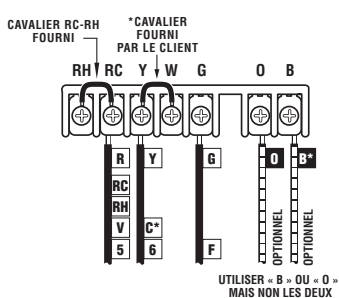 CAVALIER RC-RH
FOURNI
*CAVALIER
FOURNI
PAR LE CLIENT
RH RC Y W G O B
R Y G O B*
RC
RH
V C*
5 6 F
OPTIONNEL
OPTIONNEL
UTILISER « B » OU « O »
MAIS NON LES DEUX